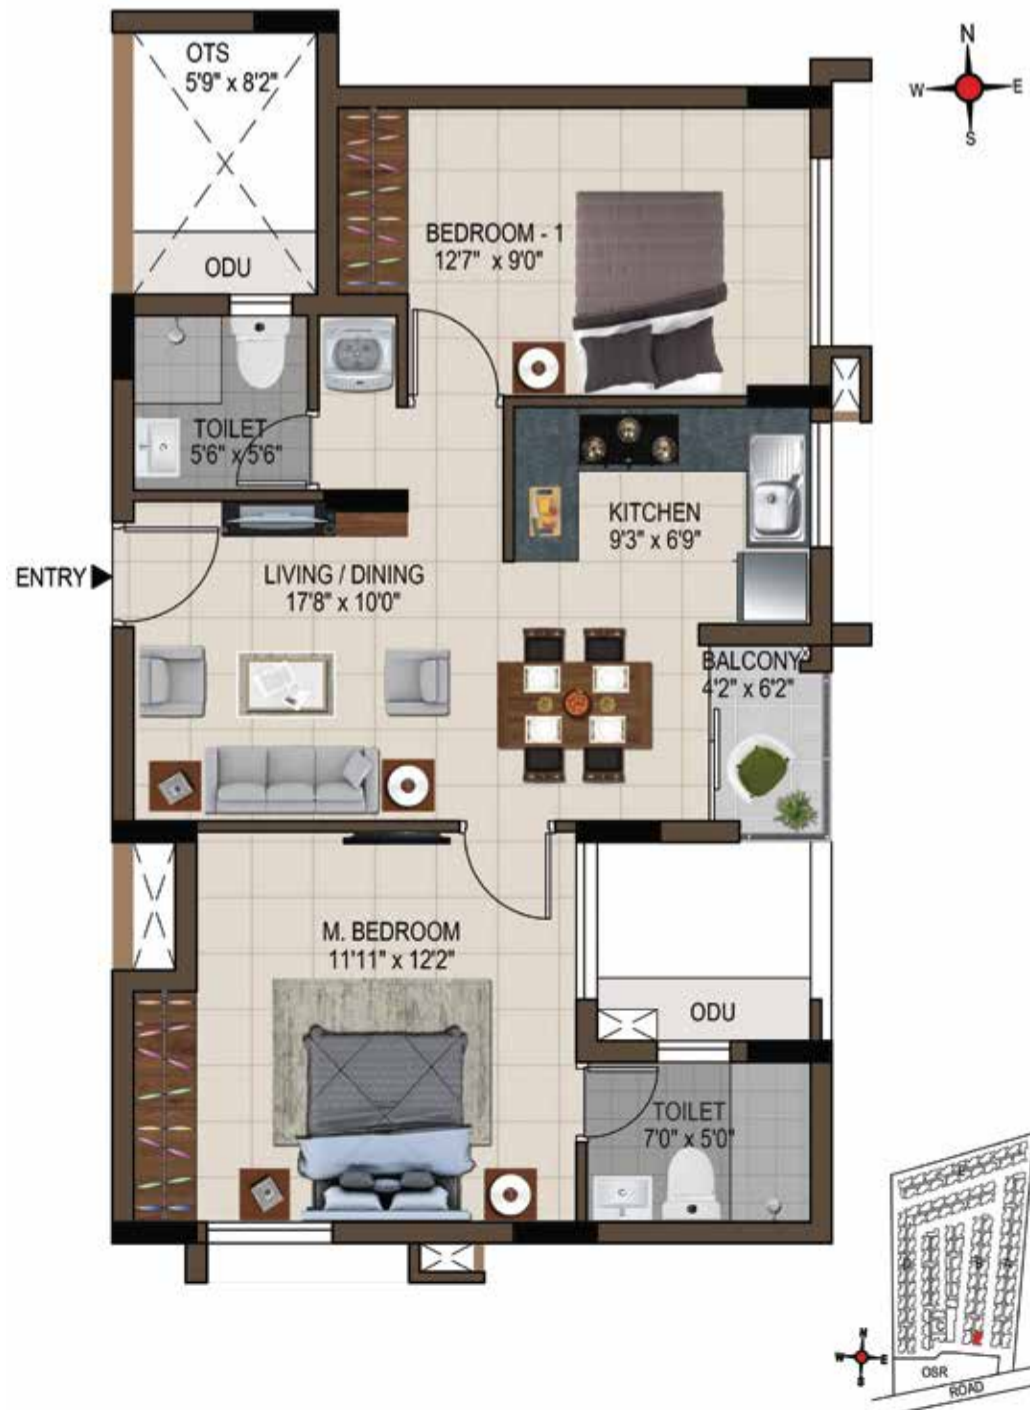 OTS
5'9" x 8'2"
N
W
E
S
ODU
BEDROOM - 1
12'7" x 9'0"
TOILET
5'6" x 5'6"
KITCHEN
9'3" x 6'9"
ENTRY
LIVING / DINING
17'8" x 10'0"
BALCONY
4'2" x 6'2"
M. BEDROOM
11'11" x 12'2"
ODU
TOILET
7'0" x 5'0"
N
W
E
S
OSR
ROAD